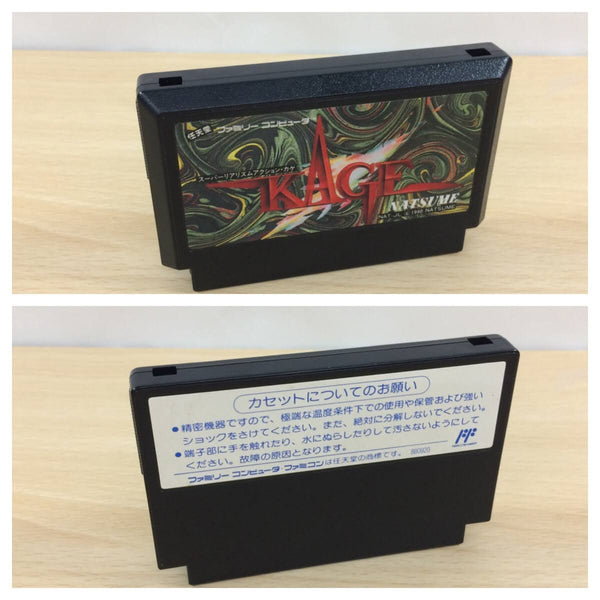 任天堂・ファミリー コンピュータ
スーパーリアリズムアクション・カゲ
KAGE
NATSUME
NATSUME
カセットについてのお願い
●精密機器ですので、極端な温度条件下での使用や保管および強い
ショックをさけてください。また、絶対に分解しないでください。
●端子部に手を触れたり、水にぬらしたりして汚さないようにして
ください。故障の原因となります。
ファミリー コンピュータ・ファミコンは任天堂の商標です。